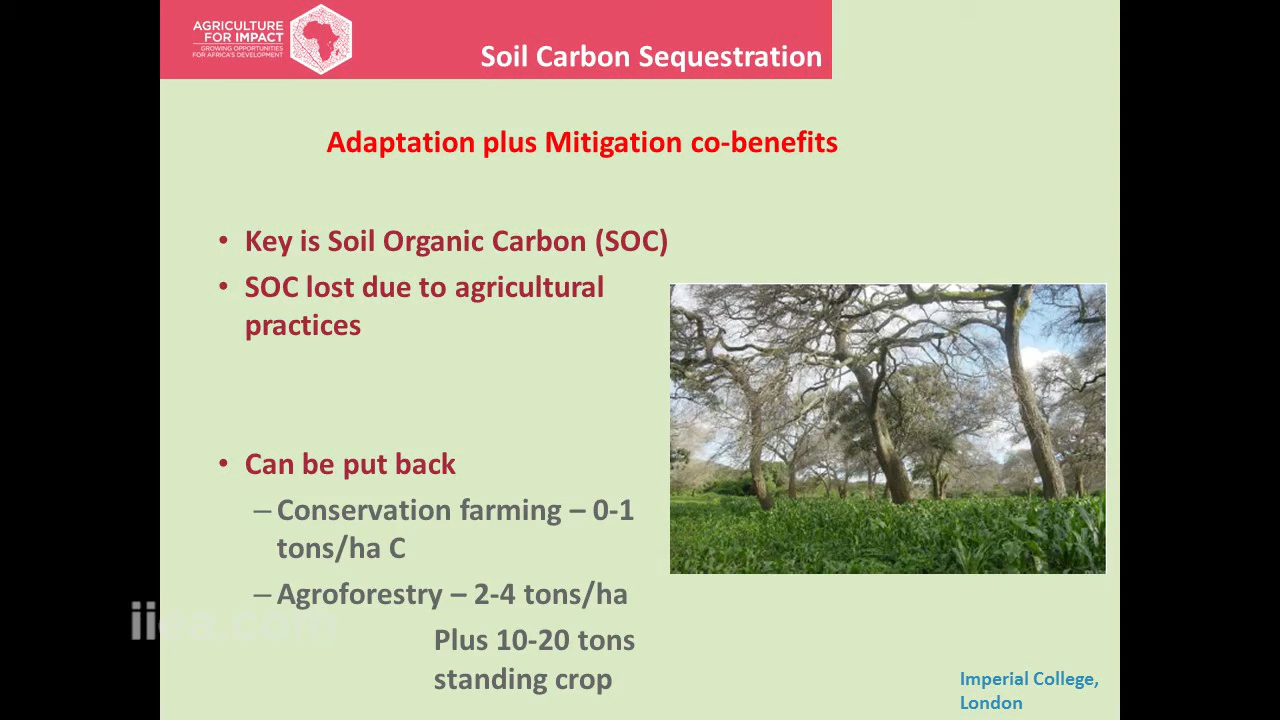 AGRICULTURE
FOR IMPACT
GROWING OPPORTUNITIES
FOR AFRICA'S DEVELOPMENT
Soil Carbon Sequestration
Adaptation plus Mitigation co-benefits
• Key is Soil Organic Carbon (SOC)
• SOC lost due to agricultural
practices
• Can be put back
– Conservation farming – 0-1
tons/ha C
– Agroforestry – 2-4 tons/ha
Plus 10-20 tons
standing crop
iiea.com
Imperial College,
London